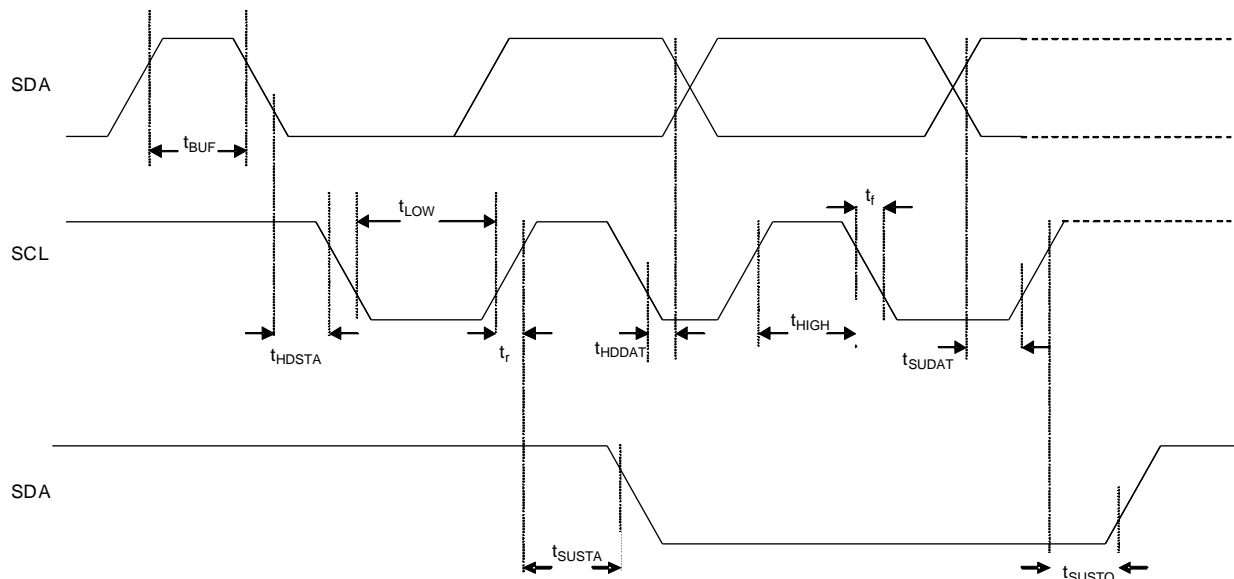 SDA
tBUF
tLOW
tf
SCL
tHDSTA
tr
tHDDAT
tHIGH
tSUDAT
SDA
tSUSTA
tSUSTO